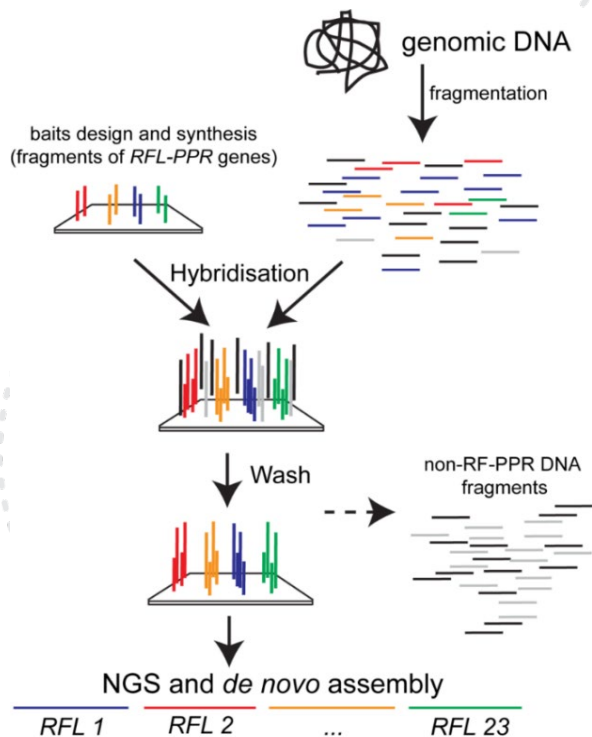 genomic DNA
fragmentation
baits design and synthesis
(fragments of RFL-PPR genes)
Hybridisation
Wash
non-RF-PPR DNA
fragments
NGS and de novo assembly
RFL 1 RFL 2 ... RFL 23